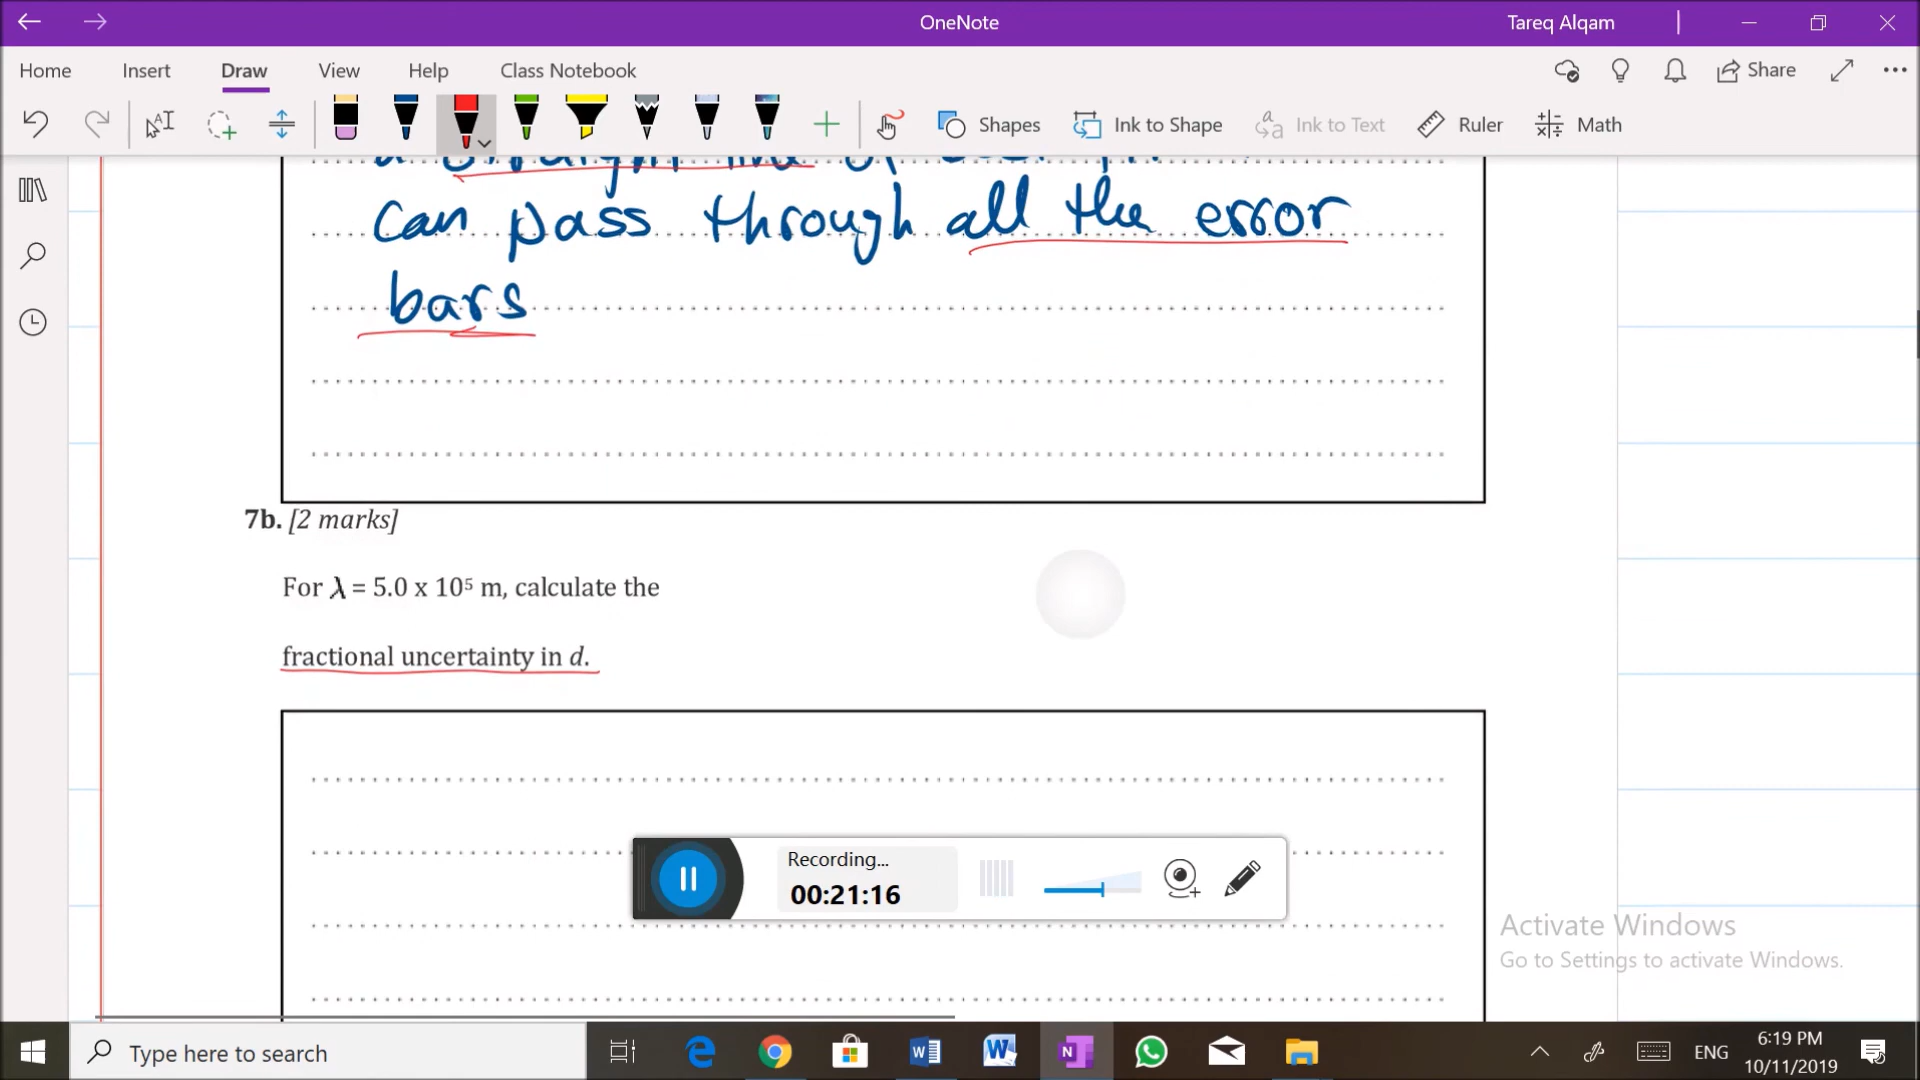 OneNote
Tareq Alqam
Home Insert Draw View Help Class Notebook
Share
Shapes Ink to Shape Ink to Text Ruler Math
a straight line of
can pass through all the error
bars
7b. [2 marks]
For λ = 5.0 x 10⁵ m, calculate the
fractional uncertainty in d.
Recording...
00:21:16
Activate Windows
Go to Settings to activate Windows.
Type here to search
ENG
6:19 PM
10/11/2019